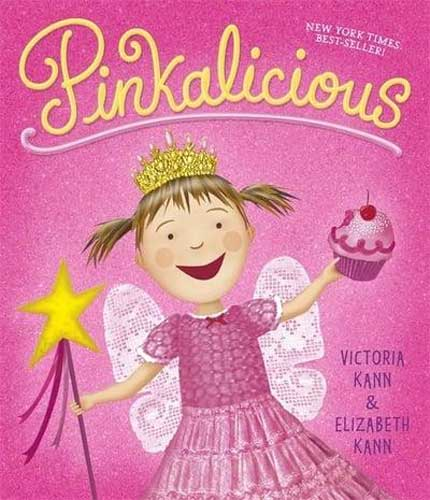 NEW YORK TIMES
BEST-SELLER!
Pinkalicious
VICTORIA
KANN
&
ELIZABETH
KANN